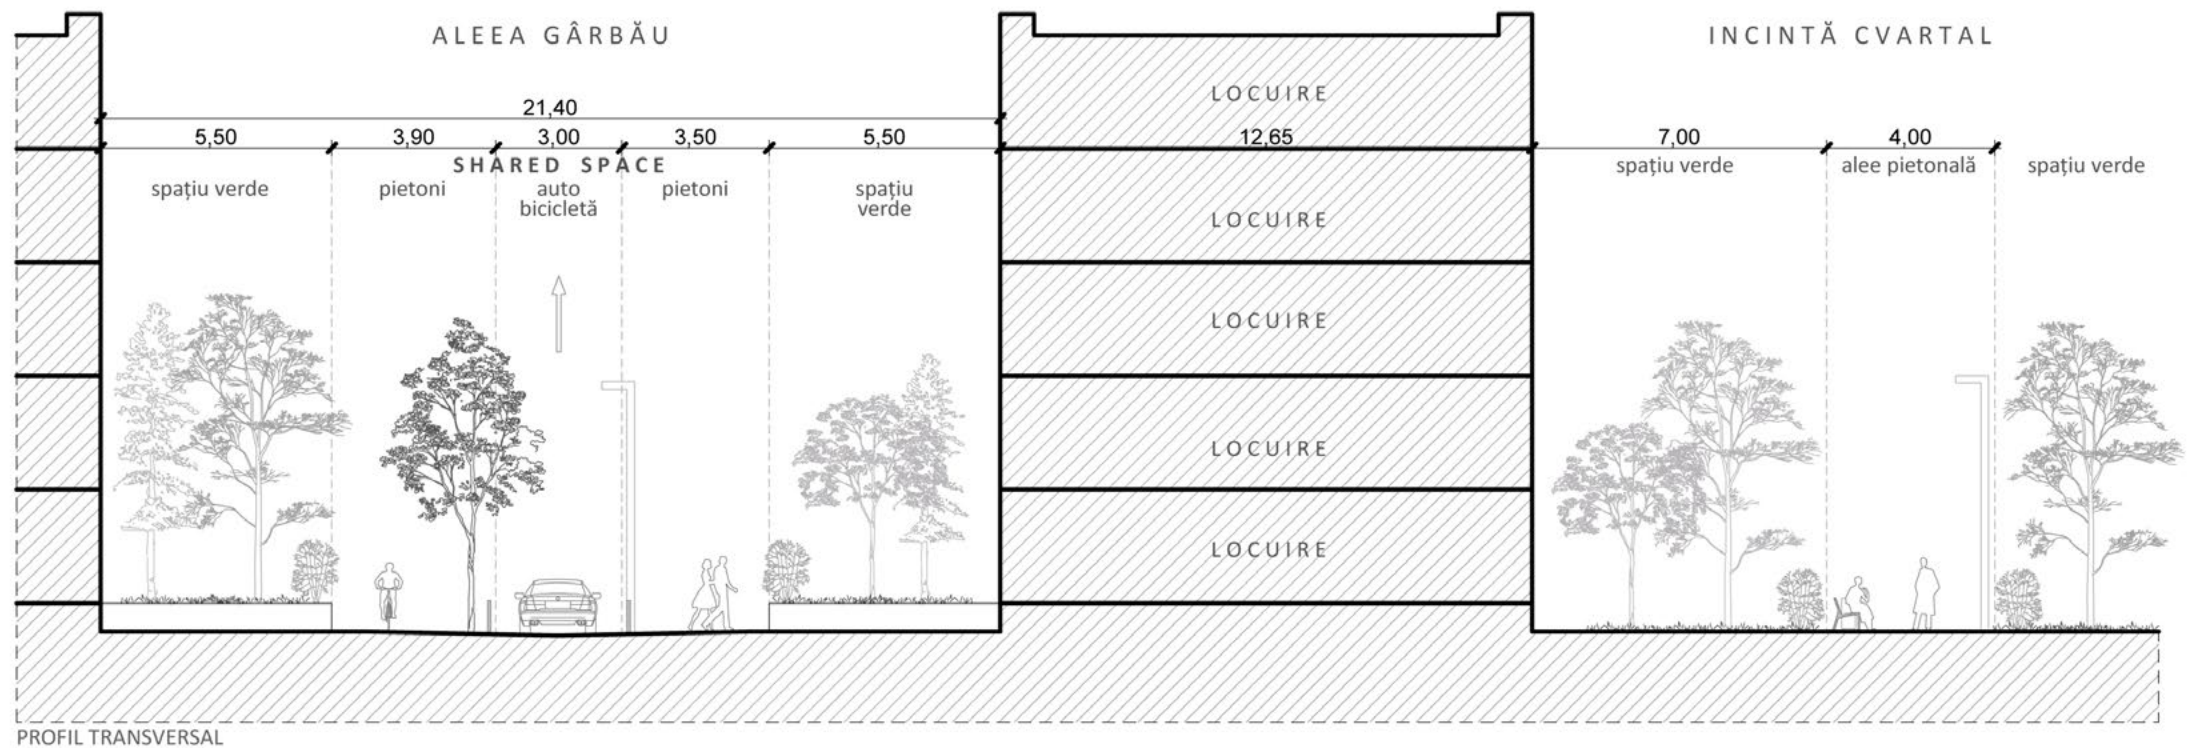 ALEEA GÂRBĂU
INCINTĂ CVARTAL
LOCUIRE
21,40
5,50 3,90 3,00 3,50 5,50 12,65 7,00 4,00
SHARED SPACE
spațiu verde alee pietonală spațiu verde
spațiu verde pietoni auto pietoni spațiu
bicicletă verde
LOCUIRE
LOCUIRE
LOCUIRE
LOCUIRE
PROFIL TRANSVERSAL